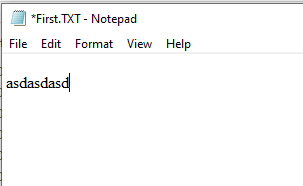 *First.TXT - Notepad
File Edit Format View Help
asdasdasd